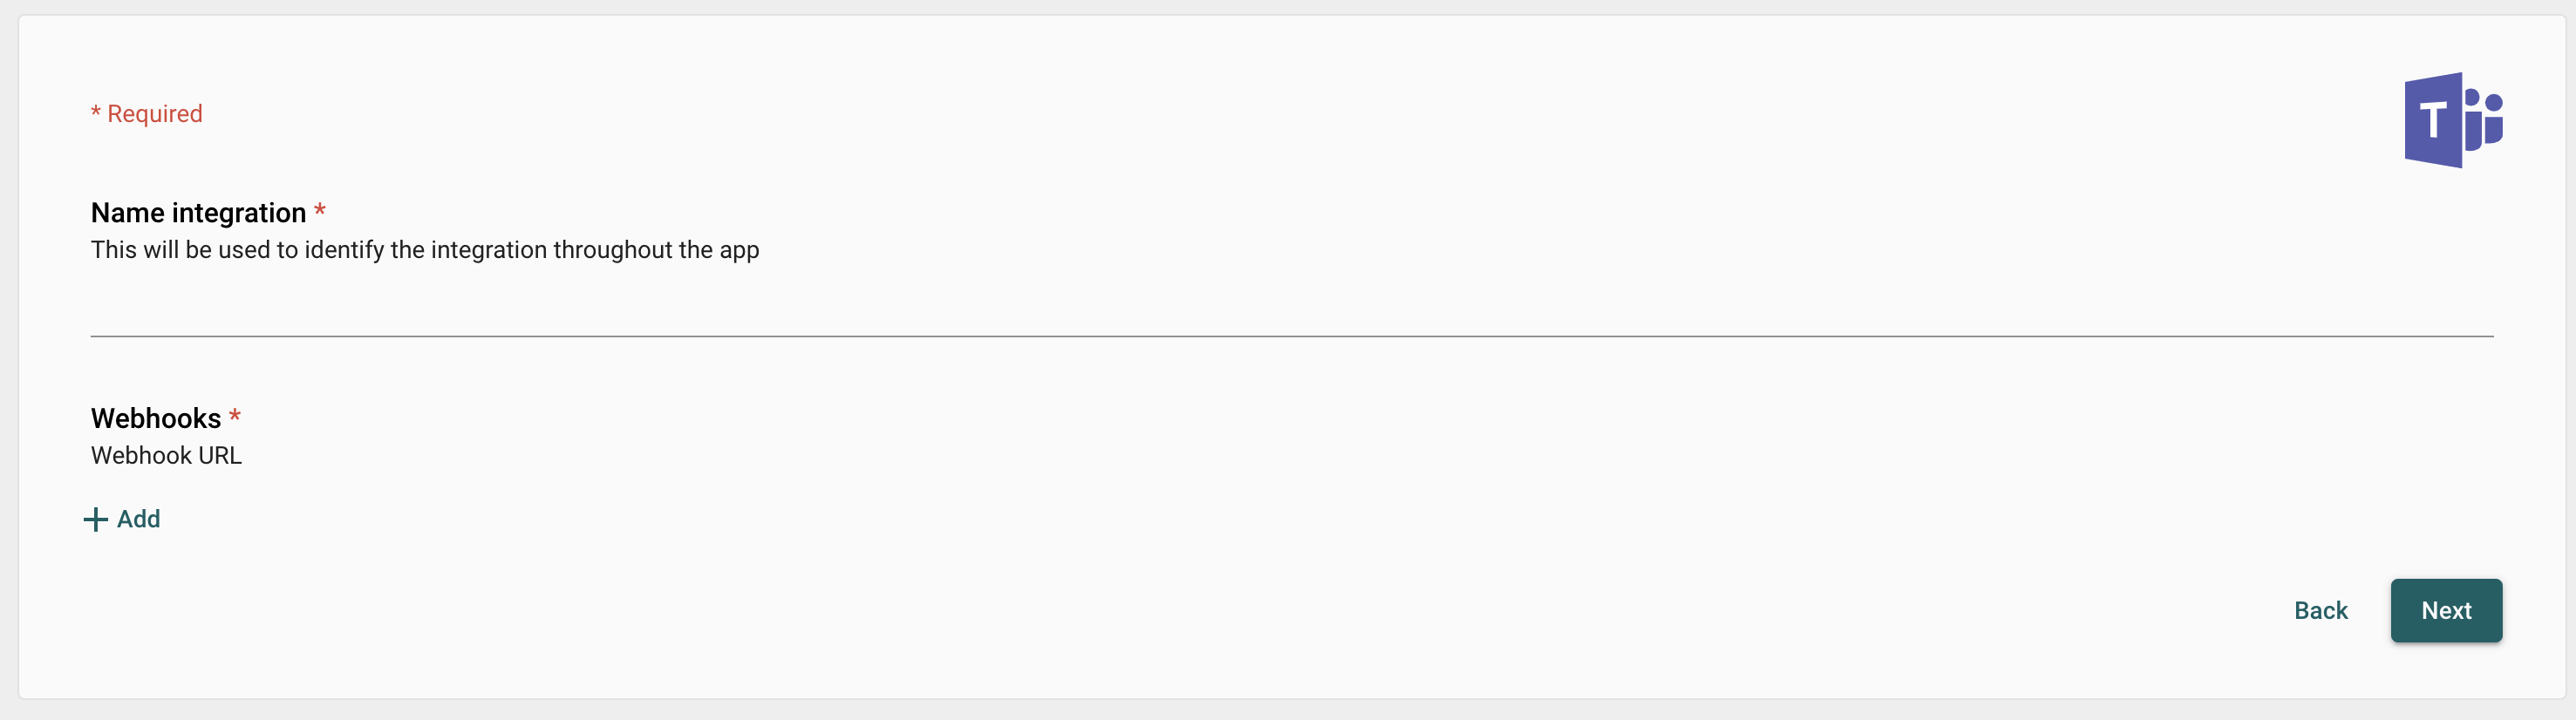 * Required
T
Name integration *
This will be used to identify the integration throughout the app
Webhooks *
Webhook URL
+ Add
Back
Next